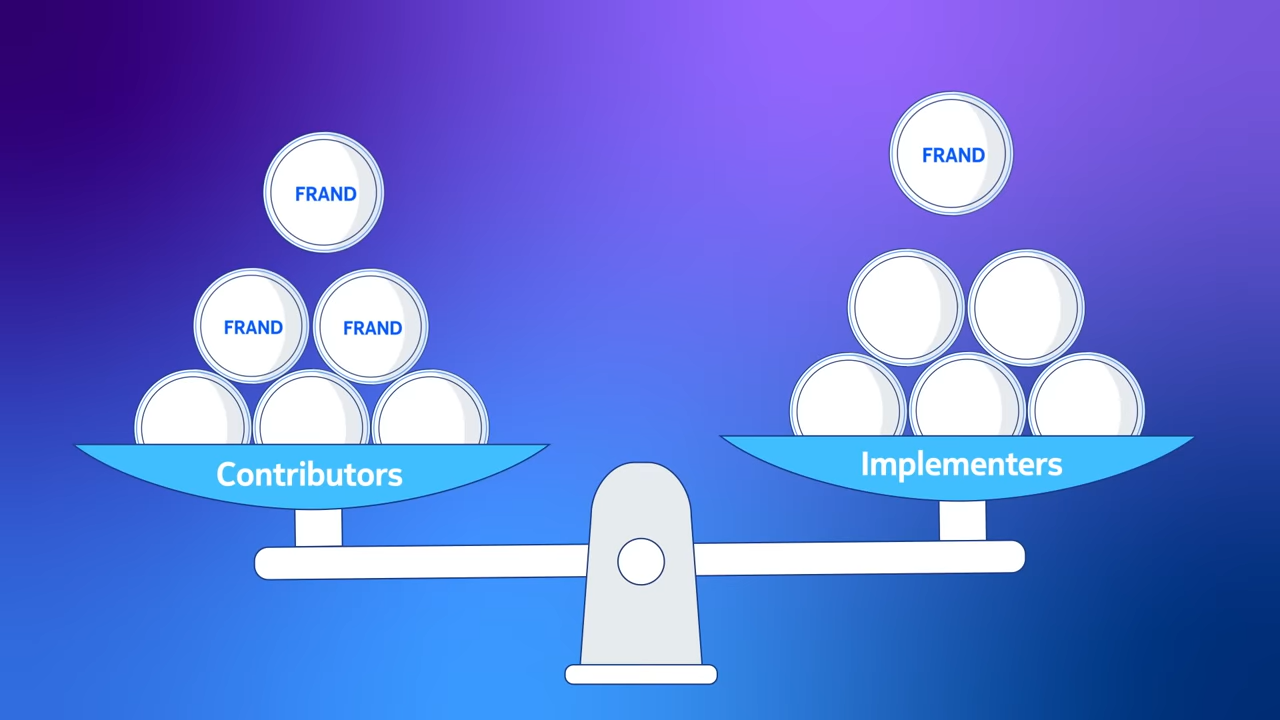 FRAND
FRAND
FRAND FRAND
Contributors
Implementers